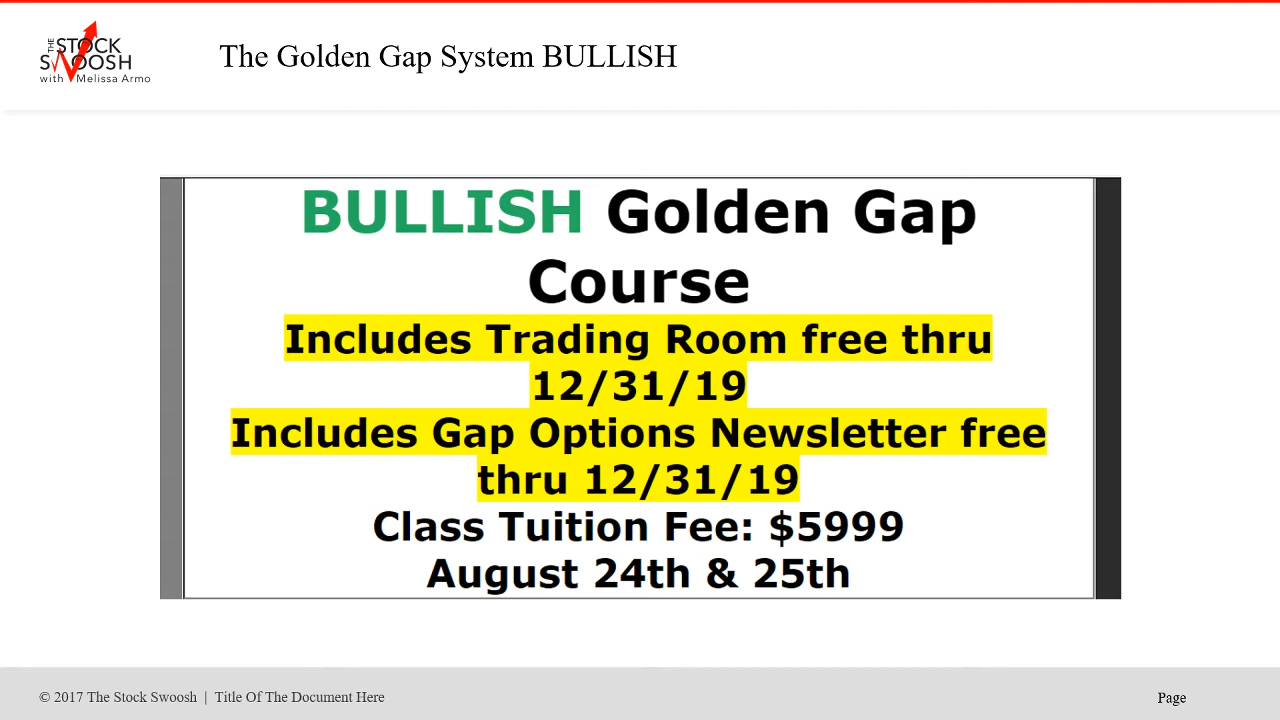 THE
STOCK
SWOOSH
with Melissa Armo
The Golden Gap System BULLISH
BULLISH Golden Gap
Course
Includes Trading Room free thru
12/31/19
Includes Gap Options Newsletter free
thru 12/31/19
Class Tuition Fee: $5999
August 24th & 25th
© 2017 The Stock Swoosh | Title Of The Document Here
Page